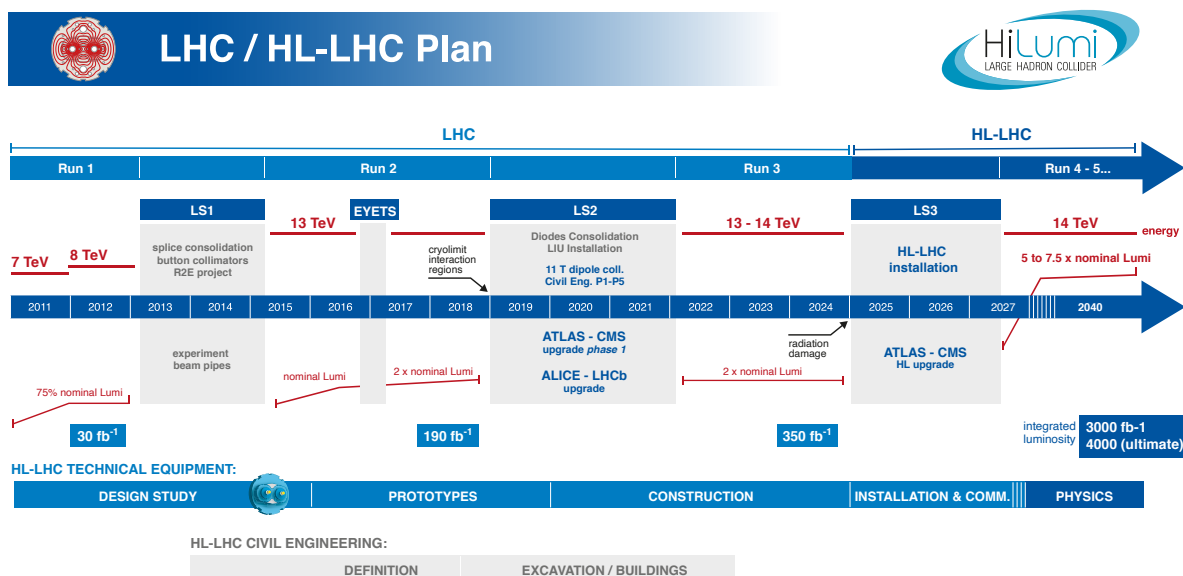 LHC / HL-LHC Plan
HiLumi
LARGE HADRON COLLIDER
LHC
HL-LHC
Run 1
Run 2
Run 3
Run 4 - 5...
LS1
EYETS
LS2
LS3
13 TeV
13 - 14 TeV
14 TeV
energy
7 TeV
8 TeV
splice consolidation
button collimators
R2E project
cryolimit
interaction
regions
Diodes Consolidation
LIU Installation
11 T dipole coll.
Civil Eng. P1-P5
HL-LHC
installation
5 to 7.5 x nominal Lumi
2011
2012
2013
2014
2015
2016
2017
2018
2019
2020
2021
2022
2023
2024
2025
2026
2027
2040
experiment
beam pipes
ATLAS - CMS
upgrade phase 1
ALICE - LHCb
upgrade
radiation
damage
ATLAS - CMS
HL upgrade
75% nominal Lumi
nominal Lumi
2 x nominal Lumi
2 x nominal Lumi
30 fb-1
190 fb-1
350 fb-1
integrated
luminosity
3000 fb-1
4000 (ultimate)
HL-LHC TECHNICAL EQUIPMENT:
DESIGN STUDY
PROTOTYPES
CONSTRUCTION
INSTALLATION & COMM.
PHYSICS
HL-LHC CIVIL ENGINEERING:
DEFINITION
EXCAVATION / BUILDINGS